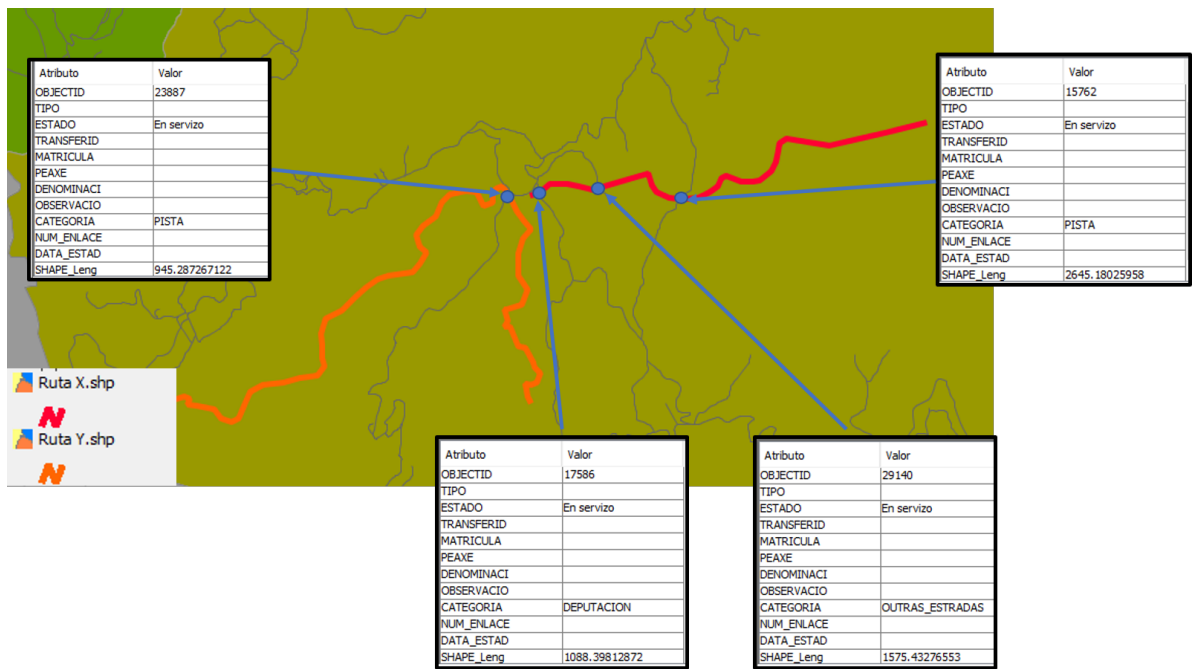 Atributo Valor
OBJECTID 23887
TIPO
ESTADO En servizo
TRANSFERID
MATRICULA
PEAXE
DENOMINACI
OBSERVACIO
CATEGORIA PISTA
NUM_ENLACE
DATA_ESTAD
SHAPE_Leng 945.287267122
Atributo Valor
OBJECTID 15762
TIPO
ESTADO En servizo
TRANSFERID
MATRICULA
PEAXE
DENOMINACI
OBSERVACIO
CATEGORIA PISTA
NUM_ENLACE
DATA_ESTAD
SHAPE_Leng 2645.18025958
Ruta X.shp
Ruta Y.shp
Atributo Valor
OBJECTID 17586
TIPO
ESTADO En servizo
TRANSFERID
MATRICULA
PEAXE
DENOMINACI
OBSERVACIO
CATEGORIA DEPUTACION
NUM_ENLACE
DATA_ESTAD
SHAPE_Leng 1088.39812872
Atributo Valor
OBJECTID 29140
TIPO
ESTADO En servizo
TRANSFERID
MATRICULA
PEAXE
DENOMINACI
OBSERVACIO
CATEGORIA OUTRAS_ESTRADAS
NUM_ENLACE
DATA_ESTAD
SHAPE_Leng 1575.43276553